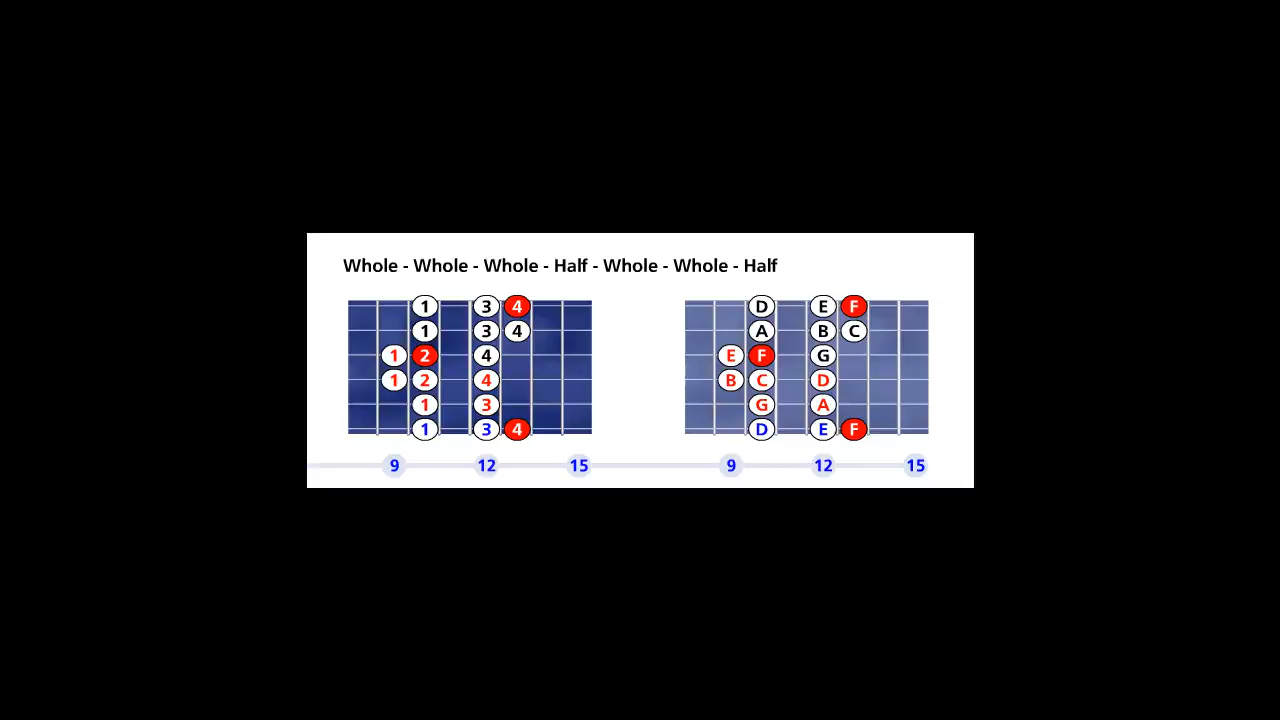 Whole - Whole - Whole - Half - Whole - Whole - Half
1 3 4 D E F
1 3 4 A B C
1 2 4 E F G
1 2 4 B C D
1 3 G A
1 3 4 D E F
9 12 15 9 12 15